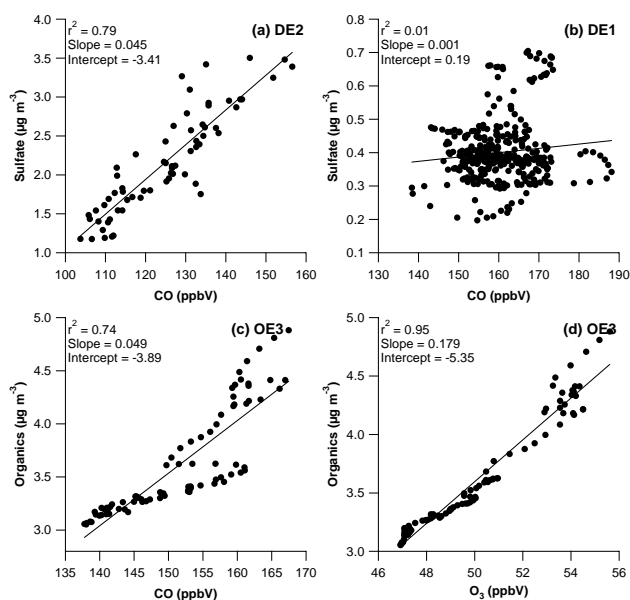 (a) DE2
r² = 0.79
Slope = 0.045
Intercept = -3.41
Sulfate (µg m⁻³)
4.0
3.5
3.0
2.5
2.0
1.5
1.0
100 110 120 130 140 150 160
CO (ppbV)
(b) DE1
r² = 0.01
Slope = 0.001
Intercept = 0.19
Sulfate (µg m⁻³)
0.8
0.7
0.6
0.5
0.4
0.3
0.2
0.1
130 140 150 160 170 180 190
CO (ppbV)
(c) OE3
r² = 0.74
Slope = 0.049
Intercept = -3.89
Organics (µg m⁻³)
5.0
4.5
4.0
3.5
3.0
135 140 145 150 155 160 165 170
CO (ppbV)
(d) OE3
r² = 0.95
Slope = 0.179
Intercept = -5.35
Organics (µg m⁻³)
5.0
4.5
4.0
3.5
3.0
46 48 50 52 54 56
O₃ (ppbV)